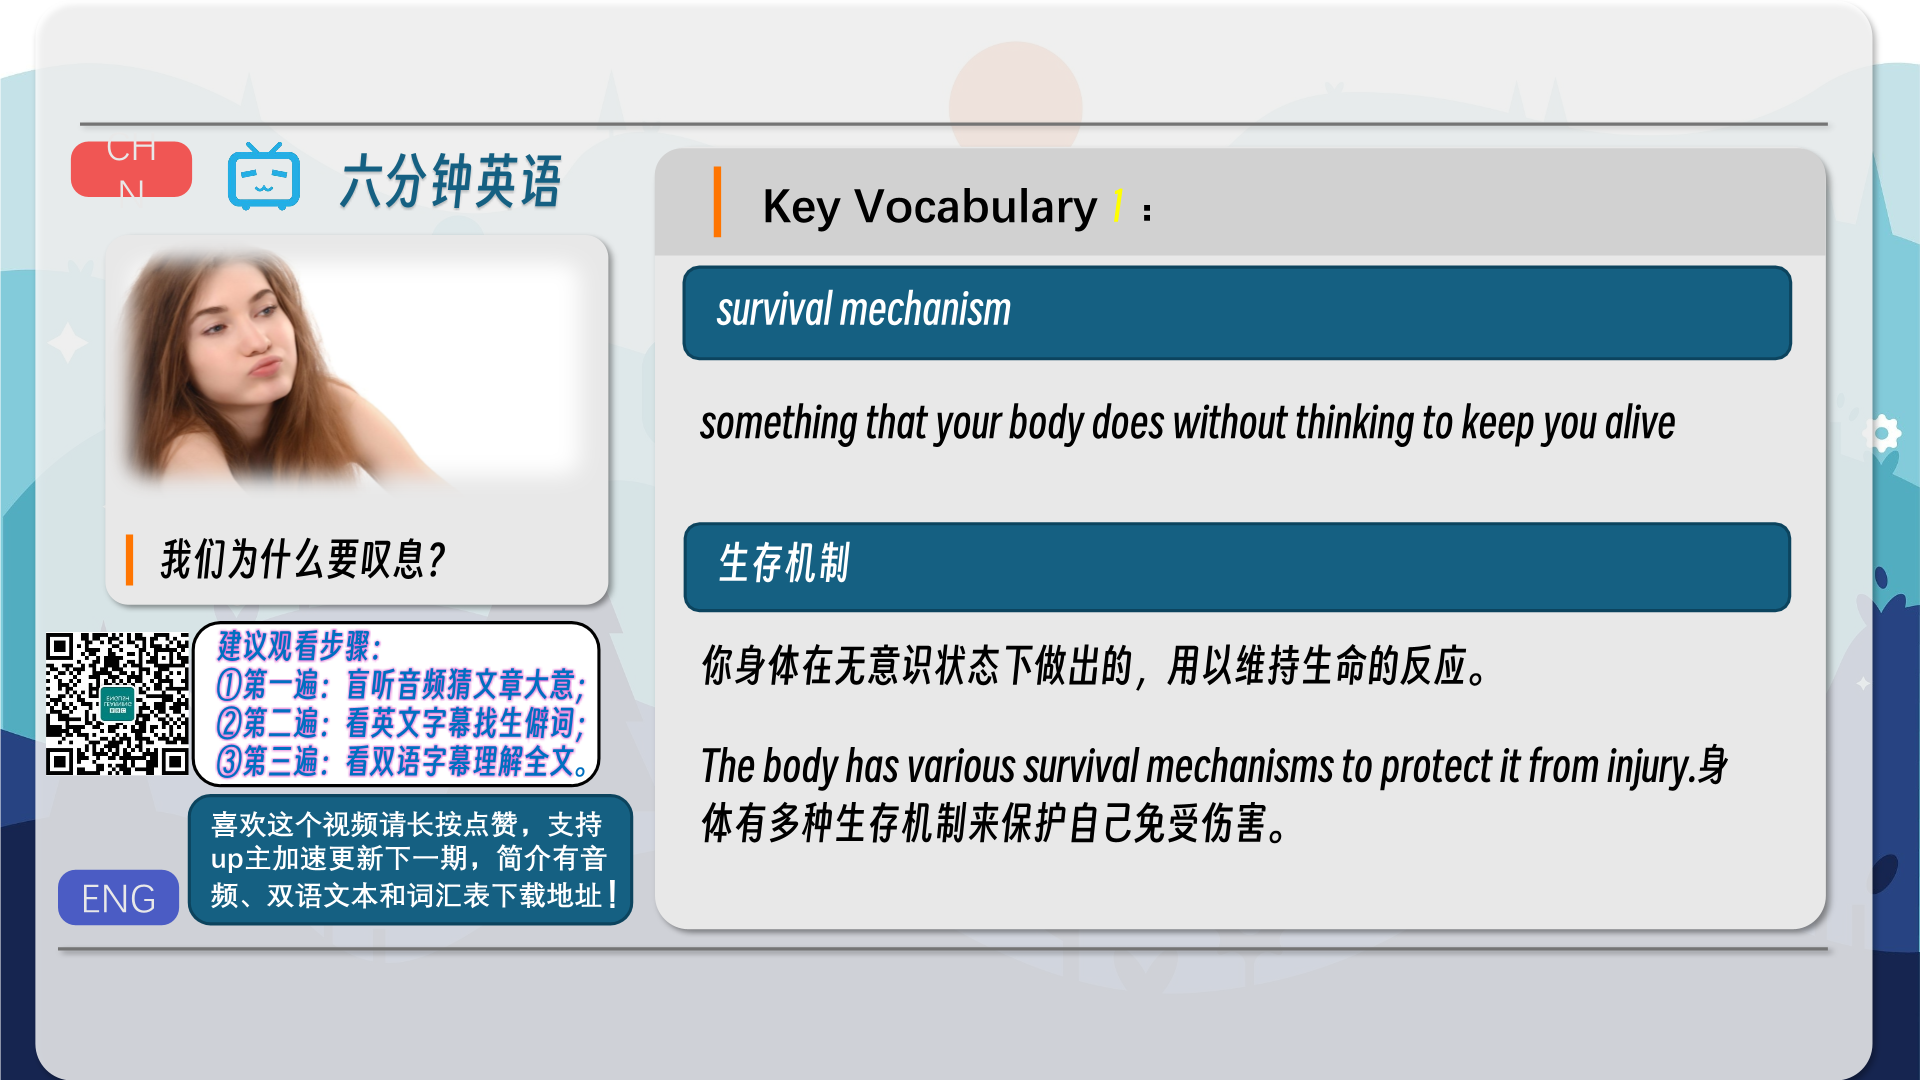 CH
N
六分钟英语
我们为什么要叹息?
建议观看步骤：
①第一遍：盲听音频猜文章大意；
②第二遍：看英文字幕找生僻词；
③第三遍：看双语字幕理解全文。
喜欢这个视频请长按点赞，支持
up主加速更新下一期，简介有音
频、双语文本和词汇表下载地址！
ENG
Key Vocabulary 1：
survival mechanism
something that your body does without thinking to keep you alive
生存机制
你身体在无意识状态下做出的，用以维持生命的反应。
The body has various survival mechanisms to protect it from injury.身
体有多种生存机制来保护自己免受伤害。